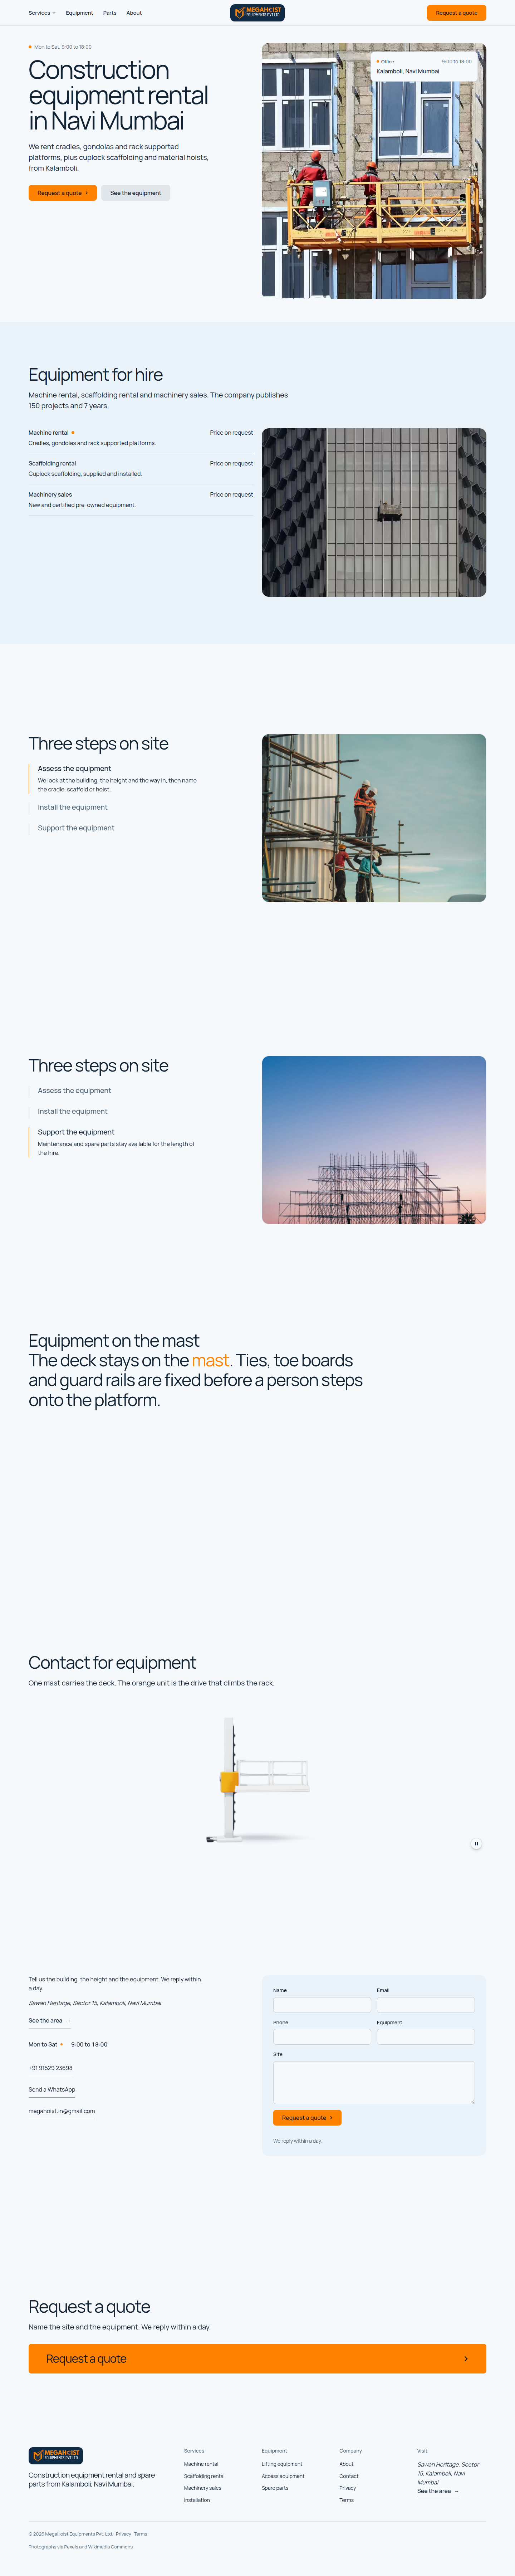 Services
Equipment
Parts
About
MEGAHOIST
EQUIPMENTS PVT. LTD
Request a quote
Mon to Sat, 9:00 to 18:00
Construction
equipment rental
in Navi Mumbai
We rent cradles, gondolas and rack supported
platforms, plus cuplock scaffolding and material hoists,
from Kalamboli.
Request a quote
See the equipment
Office
9:00 to 18:00
Kalamboli, Navi Mumbai
Equipment for hire
Machine rental, scaffolding rental and machinery sales. The company publishes
150 projects and 7 years.
Machine rental
Price on request
Cradles, gondolas and rack supported platforms.
Scaffolding rental
Price on request
Cuplock scaffolding, supplied and installed.
Machinery sales
Price on request
New and certified pre-owned equipment.
Three steps on site
Assess the equipment
We look at the building, the height and the way in, then name
the cradle, scaffold or hoist.
Install the equipment
Support the equipment
Three steps on site
Assess the equipment
Install the equipment
Support the equipment
Maintenance and spare parts stay available for the length of
the hire.
Equipment on the mast
The deck stays on the mast. Ties, toe boards
and guard rails are fixed before a person steps
onto the platform.
Contact for equipment
One mast carries the deck. The orange unit is the drive that climbs the rack.
Tell us the building, the height and the equipment. We reply within
a day.
Sawan Heritage, Sector 15, Kalamboli, Navi Mumbai
See the area →
Mon to Sat
9:00 to 18:00
+91 91529 23698
Send a WhatsApp
megahoist.in@gmail.com
Name
Email
Phone
Equipment
Site
Request a quote
We reply within a day.
Request a quote
Name the site and the equipment. We reply within a day.
Request a quote
MEGAHOIST
EQUIPMENTS PVT. LTD
Construction equipment rental and spare
parts from Kalamboli, Navi Mumbai.
Services
Machine rental
Scaffolding rental
Machinery sales
Installation
Equipment
Lifting equipment
Access equipment
Spare parts
Company
About
Contact
Privacy
Terms
Visit
Sawan Heritage, Sector
15, Kalamboli, Navi
Mumbai
See the area →
© 2026 MegaHoist Equipments Pvt. Ltd. Privacy · Terms
Photographs via Pexels and Wikimedia Commons